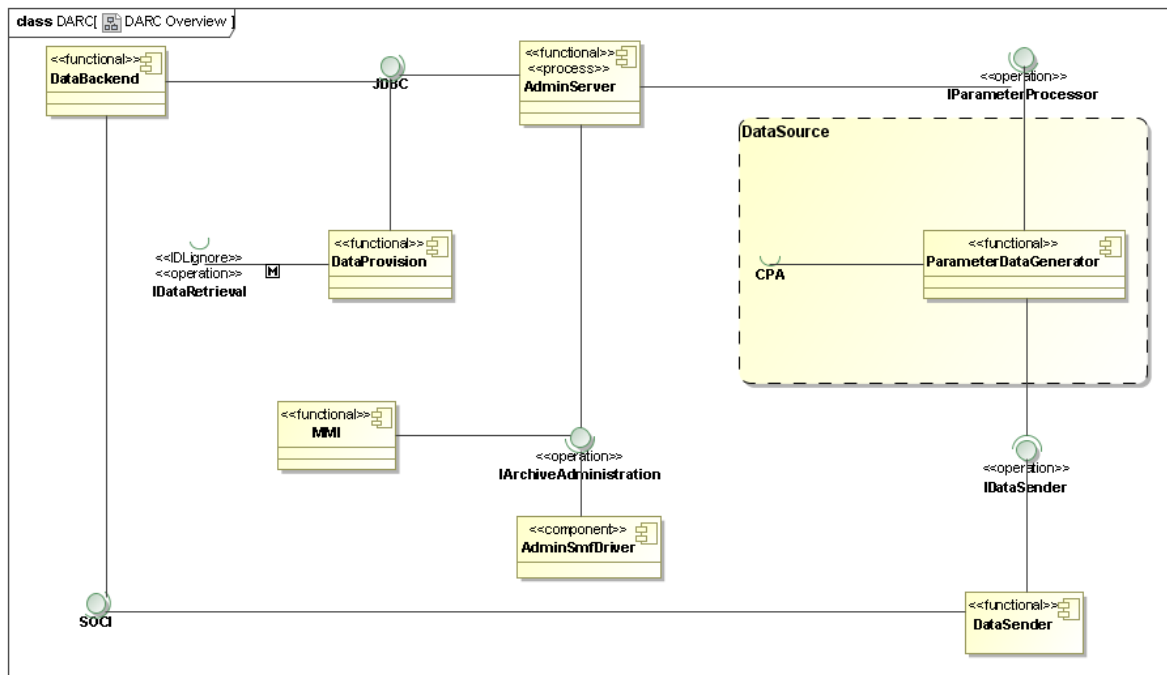 class DARC[ DARC Overview ]
<<functional>>
DataBackend
JDBC
<<functional>>
<<process>>
AdminServer
<<operation>>
IParameterProcessor
DataSource
<<IDLignore>>
<<operation>>
IDataRetrieval
M
<<functional>>
DataProvision
CPA
<<functional>>
ParameterDataGenerator
<<functional>>
MMI
<<operation>>
IArchiveAdministration
<<operation>>
IDataSender
<<component>>
AdminSmfDriver
SOCI
<<functional>>
DataSender